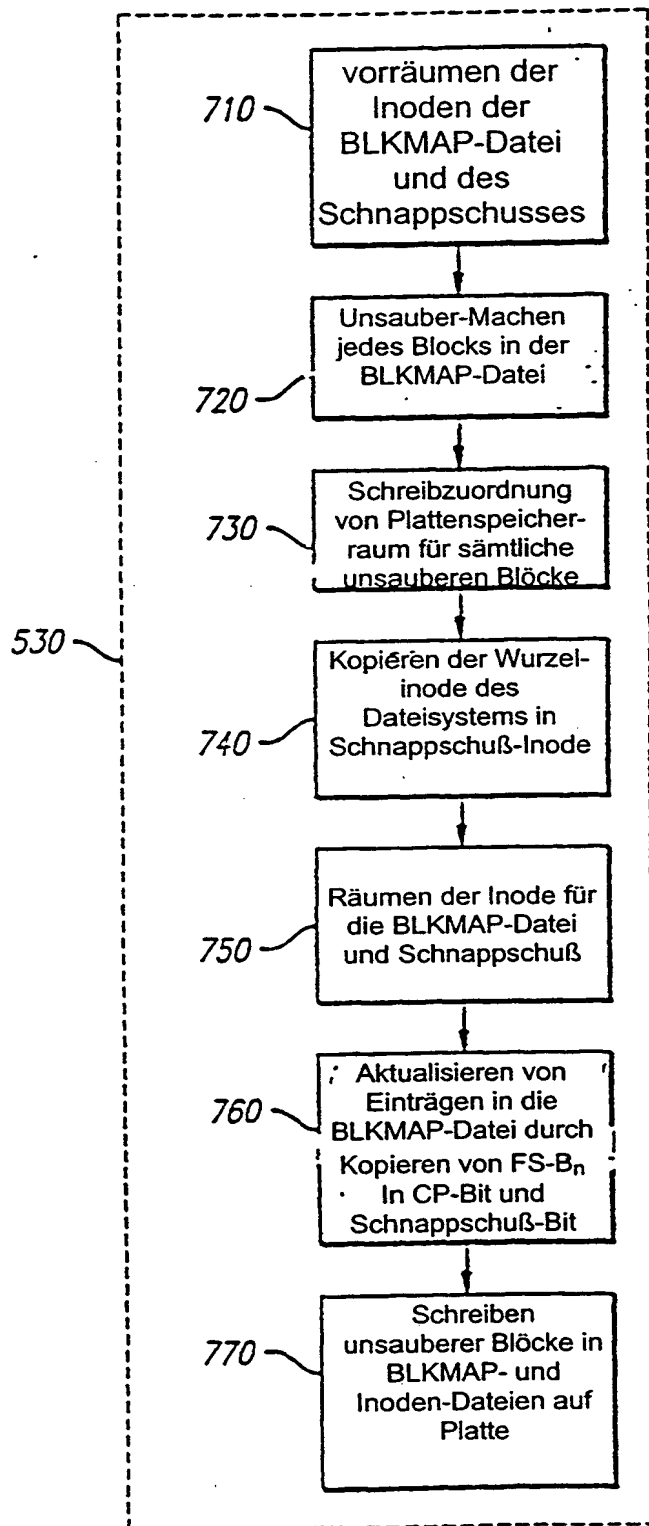 710
vorräumen der
Inoden der
BLKMAP-Datei
und des
Schnappschusses
720
Unsauber-Machen
jedes Blocks in der
BLKMAP-Datei
730
Schreibzuordnung
von Plattenspeicher-
raum für sämtliche
unsauberen Blöcke
530
740
Kopieren der Wurzel-
inode des
Dateisystems in
Schnappschuß-Inode
750
Räumen der Inode für
die BLKMAP-Datei
und Schnappschuß
760
Aktualisieren von
Einträgen in die
BLKMAP-Datei durch
Kopieren von FS-Bn
In CP-Bit und
Schnappschuß-Bit
770
Schreiben
unsauberer Blöcke in
BLKMAP- und
Inoden-Dateien auf
Platte